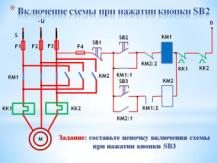 * Включение схемы при нажатии кнопки SB2
~U
S
0
F1 F2 F3
F4
SB1
SB2
KM1
KM2
KM1
KM1:1
KM2:2
KK1 KK2
SB3
KM2
KM2:1
KM1:2
KK1
KK2
M
Задание: составьте цепочку включения схемы
при нажатии кнопки SB3